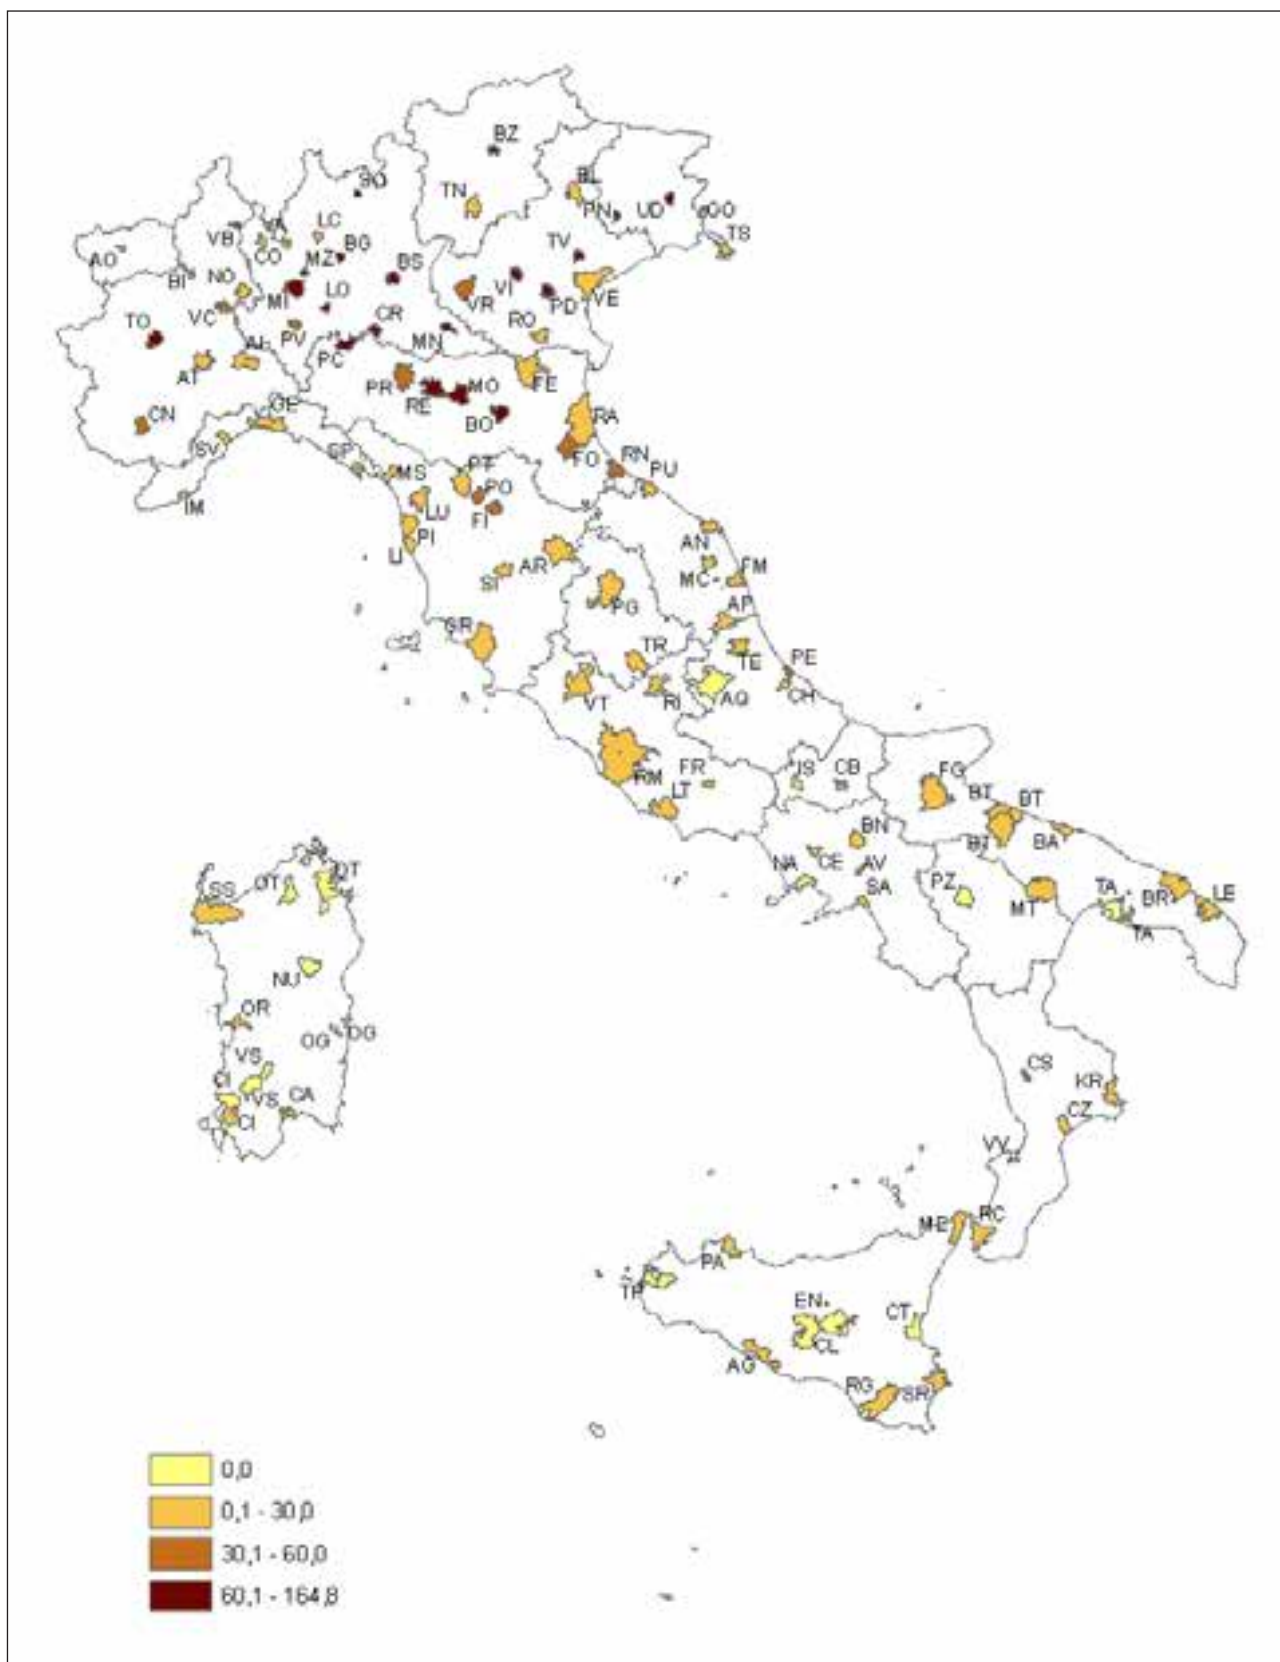 BZ
SO
TN
BL
PN
UD
GO
TS
VA
LC
VB
CO
BG
AO
MZ
TV
BI
NO
BS
MI
LO
VI
VR
PD
VE
VC
TO
CR
RO
AL
PV
MN
PC
AT
PR
MO
FE
RE
CN
GE
BO
RA
SV
SP
FO
RN
MS
PT
PU
PO
IM
LU
FI
PI
AN
LI
AR
SI
MC
FM
PG
AP
GR
TR
TE
PE
VT
RI
AQ
CH
RM
FR
IS
CB
FG
LT
BT
BT
BN
BT
BA
CE
NA
AV
SS
OT
OT
SA
PZ
MT
TA
BR
LE
TA
NU
OR
OG
OG
VS
CS
CI
VS
CA
KR
CI
CZ
VV
ME
RC
PA
TP
EN
CT
CL
AG
RG
SR
0,0
0,1 - 30,0
30,1 - 60,0
60,1 - 164,8